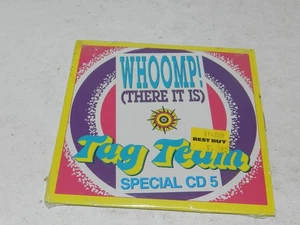 WHOOMP!
(THERE IT IS)
BEST BUY
Tag Team
SPECIAL CD 5